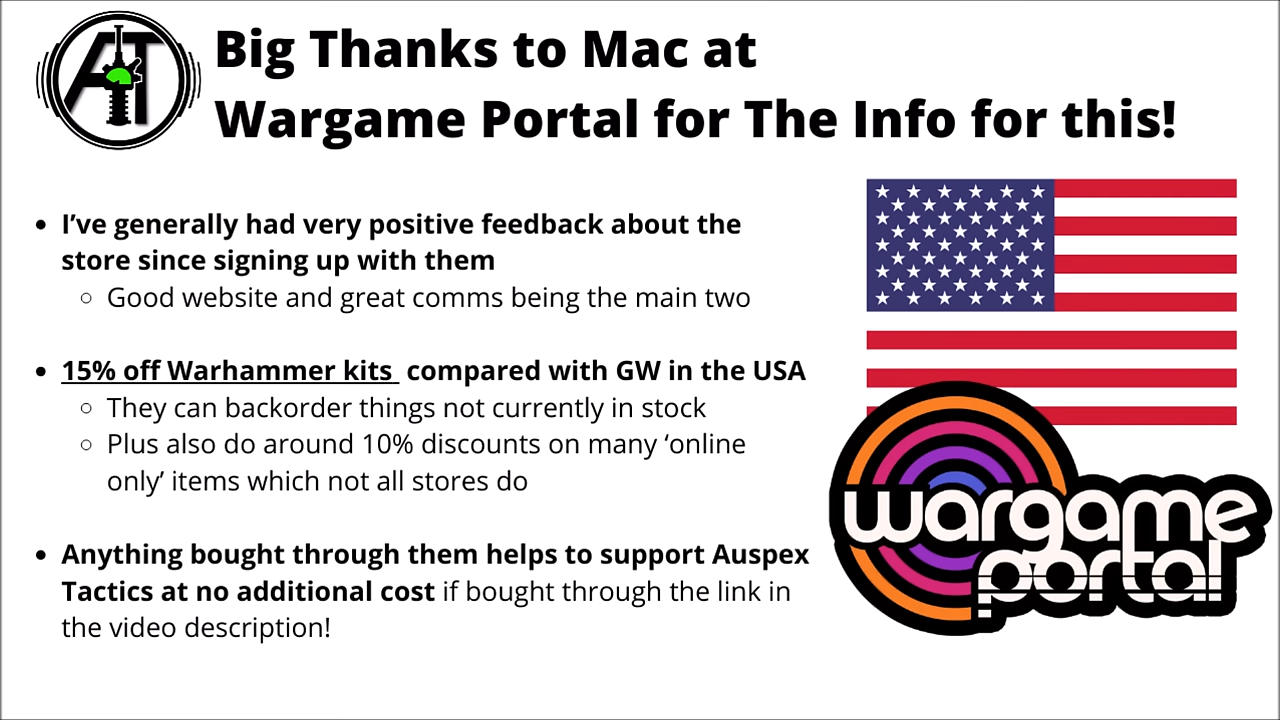 AT
Big Thanks to Mac at
Wargame Portal for The Info for this!
• I’ve generally had very positive feedback about the
store since signing up with them
○ Good website and great comms being the main two
• 15% off Warhammer kits compared with GW in the USA
○ They can backorder things not currently in stock
○ Plus also do around 10% discounts on many ‘online
only’ items which not all stores do
• Anything bought through them helps to support Auspex
Tactics at no additional cost if bought through the link in
the video description!
wargame
portal